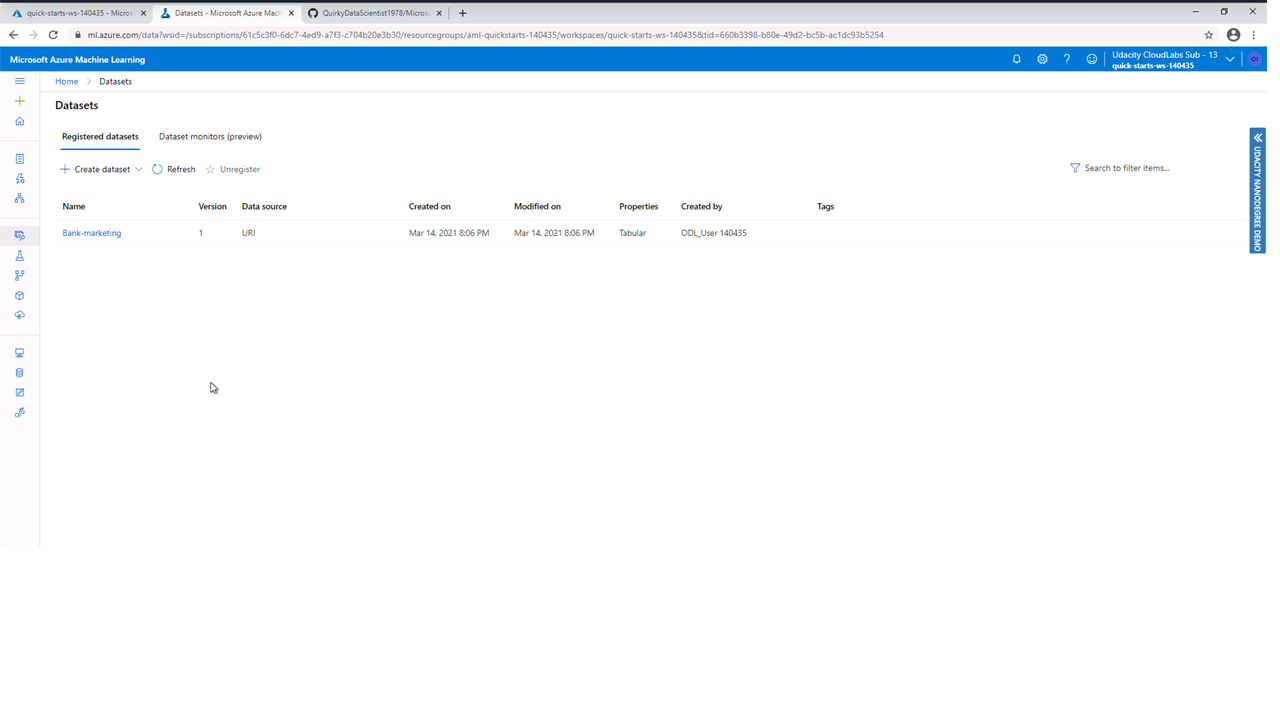 quick-starts-ws-140435 - Micros
Datasets - Microsoft Azure Mach
QuirkyDataScientist1978/Microso
ml.azure.com/data?wsid=/subscriptions/61c5c3f0-6dc7-4ed9-a7f3-c704b20e3b30/resourcegroups/aml-quickstarts-140435/workspaces/quick-starts-ws-140435&tid=660b3398-b80e-49d2-bc5b-ac1dc93b5254
Microsoft Azure Machine Learning
Udacity CloudLabs Sub - 13
quick-starts-ws-140435
O1
Home > Datasets
Datasets
Registered datasets Dataset monitors (preview)
Create dataset Refresh Unregister Search to filter items...
Name Version Data source Created on Modified on Properties Created by Tags
Bank-marketing 1 URI Mar 14, 2021 8:06 PM Mar 14, 2021 8:06 PM Tabular ODL_User 140435
UDACITY NANODEGREE DEMO